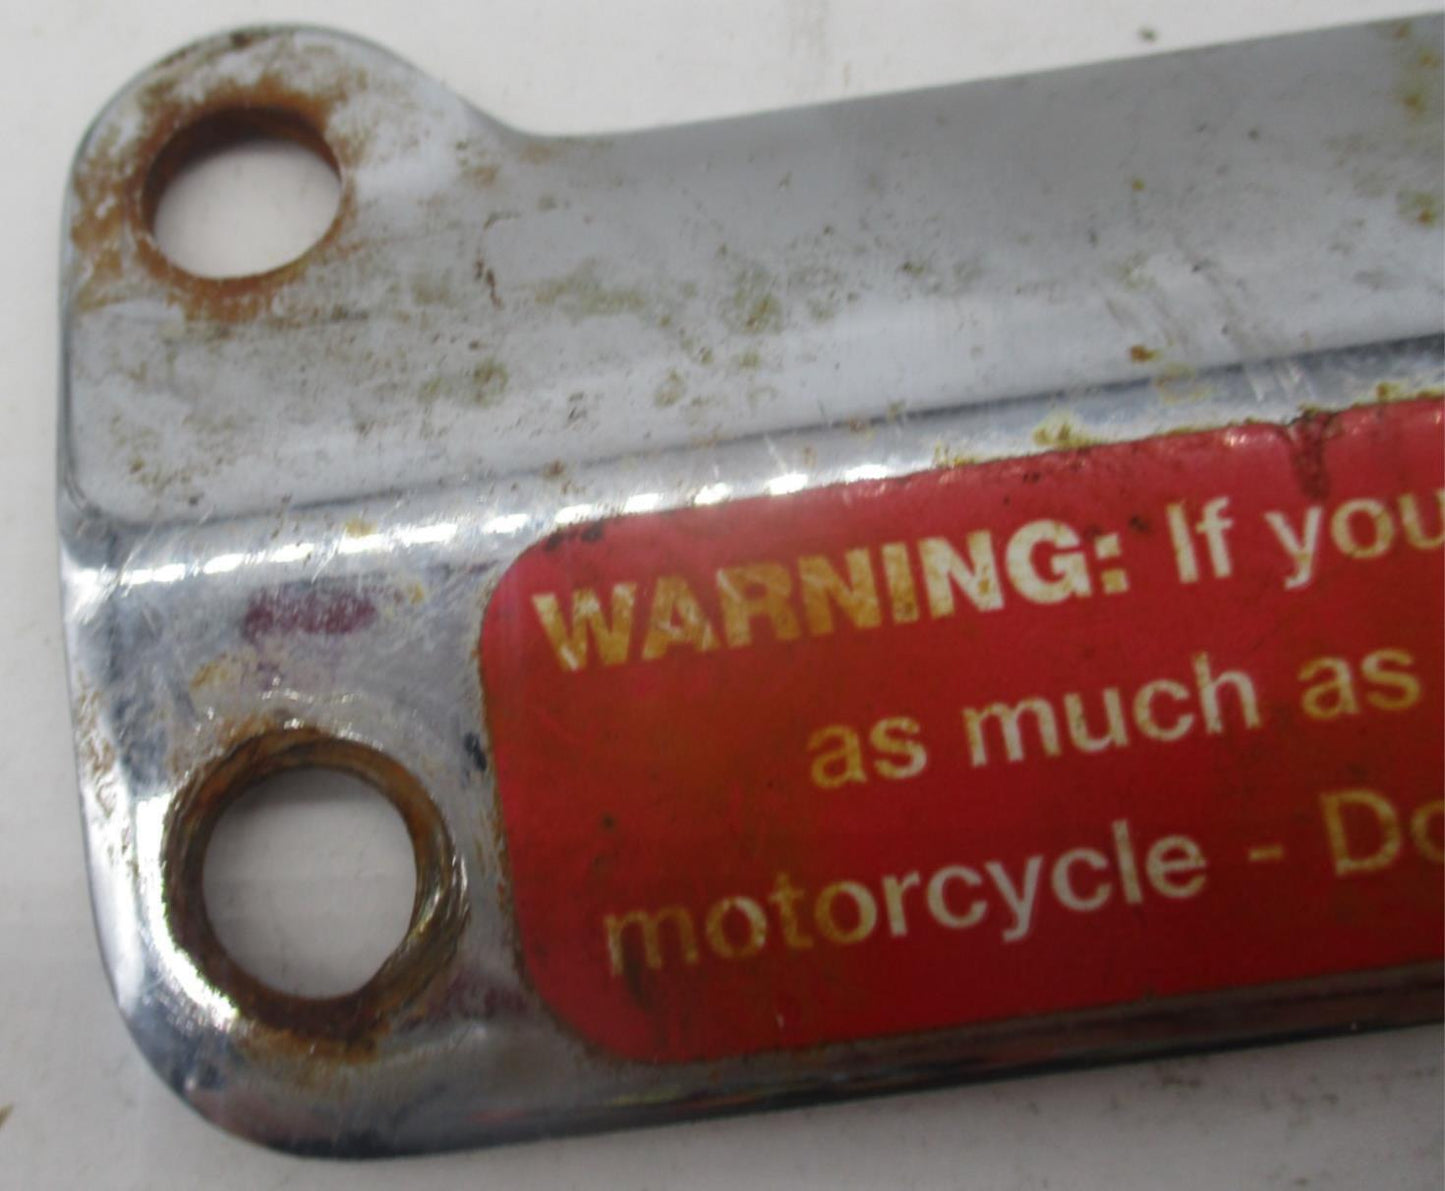 WARNING: If you
as much as
motorcycle - Do